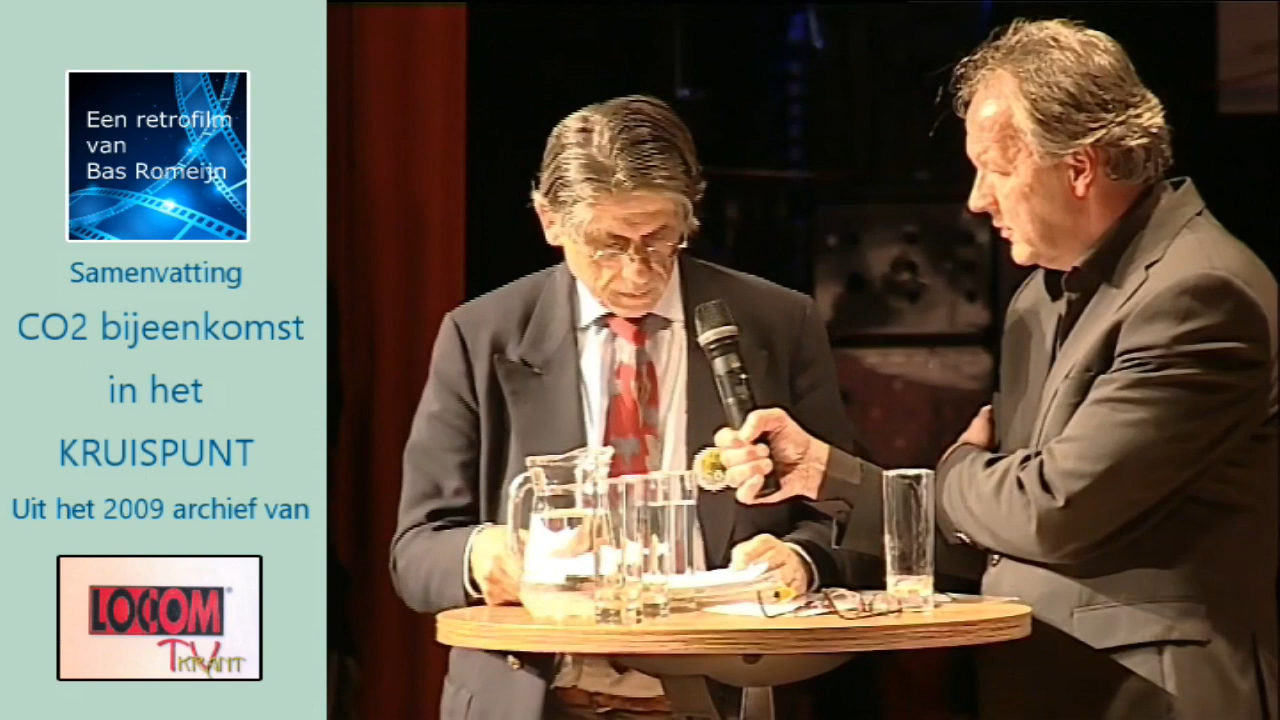 Een retrofilm
van
Bas Romeijn
Samenvatting
CO2 bijeenkomst
in het
KRUISPUNT
Uit het 2009 archief van
LOCOM
TV KRANT